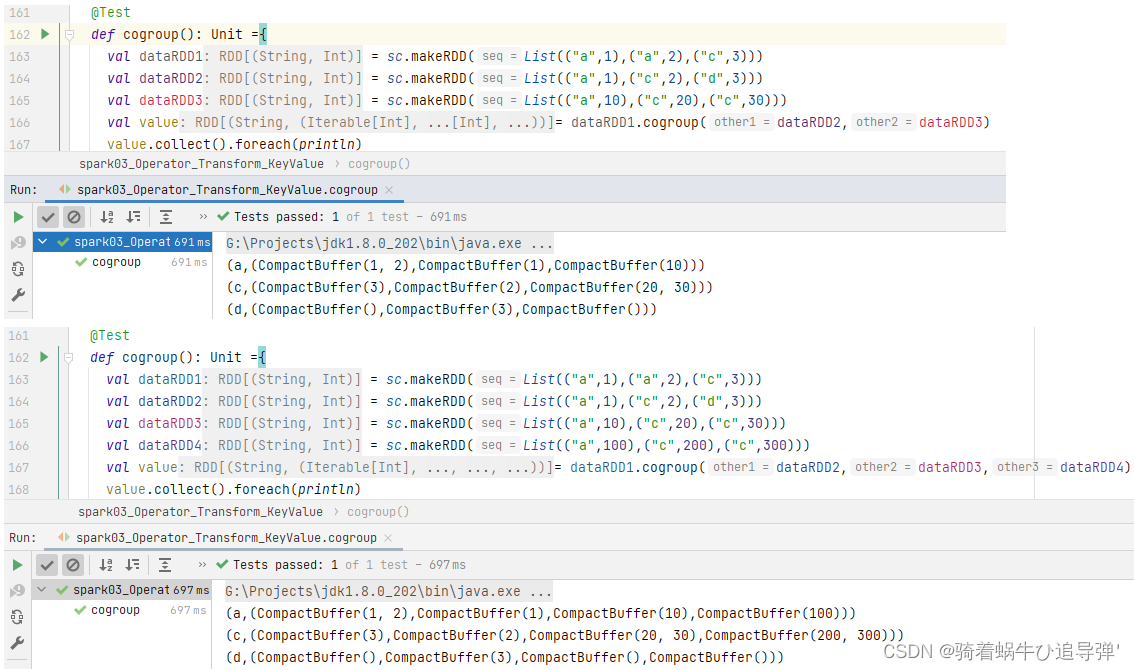 161 @Test
162 def cogroup(): Unit ={
163 val dataRDD1: RDD[(String, Int)] = sc.makeRDD( seq = List(("a",1),("a",2),("c",3)))
164 val dataRDD2: RDD[(String, Int)] = sc.makeRDD( seq = List(("a",1),("c",2),("d",3)))
165 val dataRDD3: RDD[(String, Int)] = sc.makeRDD( seq = List(("a",10),("c",20),("c",30)))
166 val value: RDD[(String, (Iterable[Int], ...[Int], ...))]= dataRDD1.cogroup( other1 = dataRDD2, other2 = dataRDD3)
167 value.collect().foreach(println)
spark03_Operator_Transform_KeyValue › cogroup()
Run: spark03_Operator_Transform_KeyValue.cogroup ×
» Tests passed: 1 of 1 test – 691ms
spark03_Operat 691 ms G:\Projects\jdk1.8.0_202\bin\java.exe ...
cogroup 691 ms (a,(CompactBuffer(1, 2),CompactBuffer(1),CompactBuffer(10)))
(c,(CompactBuffer(3),CompactBuffer(2),CompactBuffer(20, 30)))
(d,(CompactBuffer(),CompactBuffer(3),CompactBuffer()))
161 @Test
162 def cogroup(): Unit ={
163 val dataRDD1: RDD[(String, Int)] = sc.makeRDD( seq = List(("a",1),("a",2),("c",3)))
164 val dataRDD2: RDD[(String, Int)] = sc.makeRDD( seq = List(("a",1),("c",2),("d",3)))
165 val dataRDD3: RDD[(String, Int)] = sc.makeRDD( seq = List(("a",10),("c",20),("c",30)))
166 val dataRDD4: RDD[(String, Int)] = sc.makeRDD( seq = List(("a",100),("c",200),("c",300)))
167 val value: RDD[(String, (Iterable[Int], ..., ..., ...))]= dataRDD1.cogroup( other1 = dataRDD2, other2 = dataRDD3, other3 = dataRDD4)
168 value.collect().foreach(println)
spark03_Operator_Transform_KeyValue › cogroup()
Run: spark03_Operator_Transform_KeyValue.cogroup ×
» Tests passed: 1 of 1 test – 697ms
spark03_Operat 697 ms G:\Projects\jdk1.8.0_202\bin\java.exe ...
cogroup 697 ms (a,(CompactBuffer(1, 2),CompactBuffer(1),CompactBuffer(10),CompactBuffer(100)))
(c,(CompactBuffer(3),CompactBuffer(2),CompactBuffer(20, 30),CompactBuffer(200, 300)))
(d,(CompactBuffer(),CompactBuffer(3),CompactBuffer(),CompactBuffer()))
CSDN @骑着蜗牛ひ追导弹'